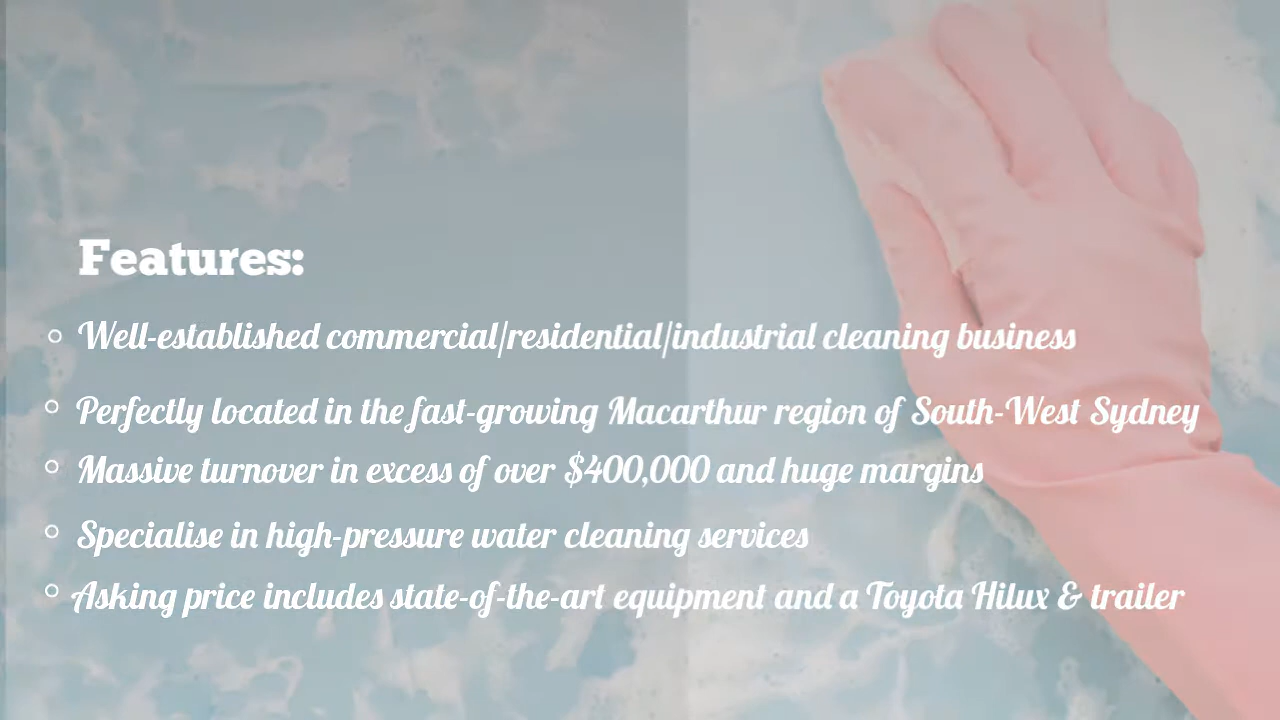 Features:
Well-established commercial/residential/industrial cleaning business
Perfectly located in the fast-growing Macarthur region of South-West Sydney
Massive turnover in excess of over $400,000 and huge margins
Specialise in high-pressure water cleaning services
Asking price includes state-of-the-art equipment and a Toyota Hilux & trailer